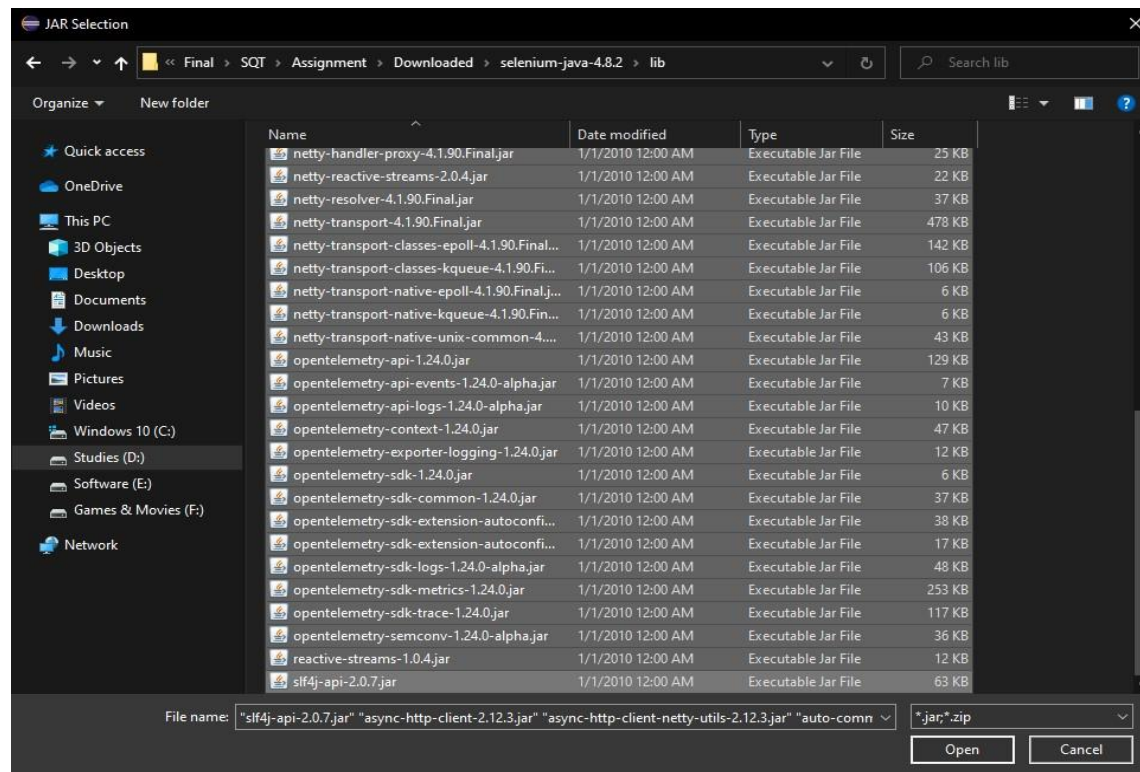 JAR Selection
« Final › SQT › Assignment › Downloaded › selenium-java-4.8.2 › lib
Search lib
Organize New folder
Quick access
OneDrive
This PC
3D Objects
Desktop
Documents
Downloads
Music
Pictures
Videos
Windows 10 (C:)
Studies (D:)
Software (E:)
Games & Movies (F:)
Network
Name Date modified Type Size
netty-handler-proxy-4.1.90.Final.jar 1/1/2010 12:00 AM Executable Jar File 25 KB
netty-reactive-streams-2.0.4.jar 1/1/2010 12:00 AM Executable Jar File 22 KB
netty-resolver-4.1.90.Final.jar 1/1/2010 12:00 AM Executable Jar File 37 KB
netty-transport-4.1.90.Final.jar 1/1/2010 12:00 AM Executable Jar File 478 KB
netty-transport-classes-epoll-4.1.90.Final... 1/1/2010 12:00 AM Executable Jar File 142 KB
netty-transport-classes-kqueue-4.1.90.Fi... 1/1/2010 12:00 AM Executable Jar File 106 KB
netty-transport-native-epoll-4.1.90.Final.j... 1/1/2010 12:00 AM Executable Jar File 6 KB
netty-transport-native-kqueue-4.1.90.Fin... 1/1/2010 12:00 AM Executable Jar File 6 KB
netty-transport-native-unix-common-4.... 1/1/2010 12:00 AM Executable Jar File 43 KB
opentelemetry-api-1.24.0.jar 1/1/2010 12:00 AM Executable Jar File 129 KB
opentelemetry-api-events-1.24.0-alpha.jar 1/1/2010 12:00 AM Executable Jar File 7 KB
opentelemetry-api-logs-1.24.0-alpha.jar 1/1/2010 12:00 AM Executable Jar File 10 KB
opentelemetry-context-1.24.0.jar 1/1/2010 12:00 AM Executable Jar File 47 KB
opentelemetry-exporter-logging-1.24.0.jar 1/1/2010 12:00 AM Executable Jar File 12 KB
opentelemetry-sdk-1.24.0.jar 1/1/2010 12:00 AM Executable Jar File 6 KB
opentelemetry-sdk-common-1.24.0.jar 1/1/2010 12:00 AM Executable Jar File 37 KB
opentelemetry-sdk-extension-autoconfi... 1/1/2010 12:00 AM Executable Jar File 38 KB
opentelemetry-sdk-extension-autoconfi... 1/1/2010 12:00 AM Executable Jar File 17 KB
opentelemetry-sdk-logs-1.24.0-alpha.jar 1/1/2010 12:00 AM Executable Jar File 48 KB
opentelemetry-sdk-metrics-1.24.0.jar 1/1/2010 12:00 AM Executable Jar File 253 KB
opentelemetry-sdk-trace-1.24.0.jar 1/1/2010 12:00 AM Executable Jar File 117 KB
opentelemetry-semconv-1.24.0-alpha.jar 1/1/2010 12:00 AM Executable Jar File 36 KB
reactive-streams-1.0.4.jar 1/1/2010 12:00 AM Executable Jar File 12 KB
slf4j-api-2.0.7.jar 1/1/2010 12:00 AM Executable Jar File 63 KB
File name: "slf4j-api-2.0.7.jar" "async-http-client-2.12.3.jar" "async-http-client-netty-utils-2.12.3.jar" "auto-comm *.jar;*.zip
Open Cancel